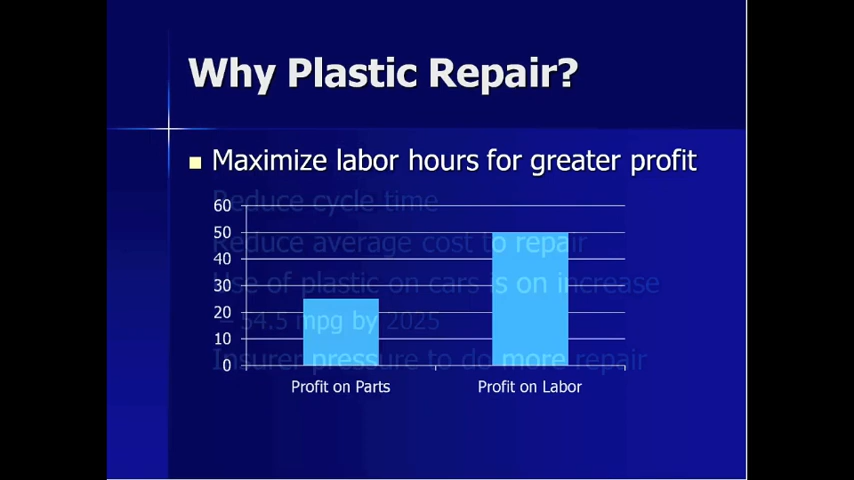 Why Plastic Repair?
Maximize labor hours for greater profit
Reduce cycle time
Reduce average cost to repair
Use of plastic on cars is on increase
– 54.5 mpg by 2025
Insurer pressure to do more repair
60
50
40
30
20
10
0
Profit on Parts
Profit on Labor